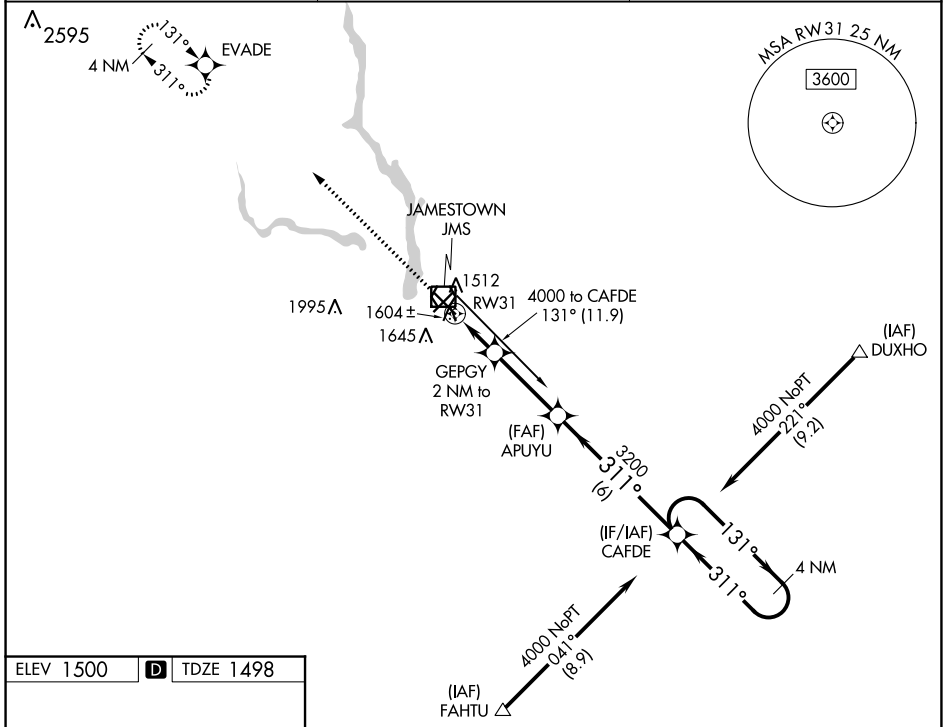 2595
131°
EVADE
4 NM
311°
MSA RW31 25 NM
3600
JAMESTOWN
JMS
1512
RW31
1995
1604 ±
1645
4000 to CAFDE
131° (11.9)
(IAF)
DUXHO
GEPGY
2 NM to
RW31
4000 NoPT
221°
(9.2)
(FAF)
APUYU
3200
311°
(6)
(IF/IAF)
CAFDE
131°
4 NM
311°
4000 NoPT
041°
(8.9)
(IAF)
FAHTU
ELEV 1500 D TDZE 1498